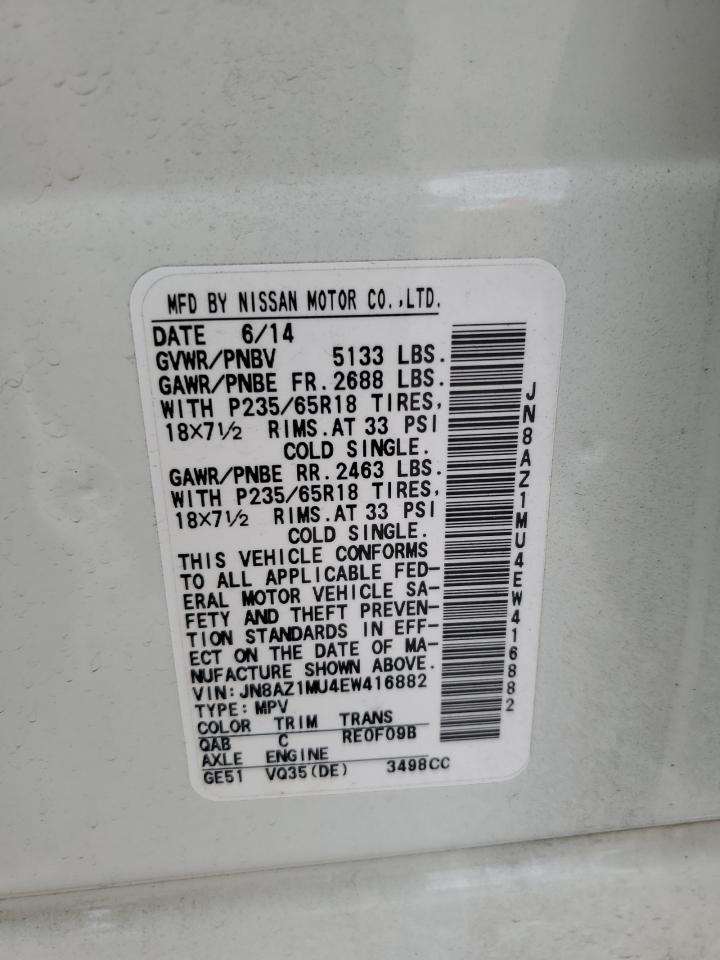 MFD BY NISSAN MOTOR CO.,LTD.
DATE 6/14
GVWR/PNBV 5133 LBS.
GAWR/PNBE FR.2688 LBS.
WITH P235/65R18 TIRES,
18X7½ RIMS.AT 33 PSI
COLD SINGLE.
GAWR/PNBE RR.2463 LBS.
WITH P235/65R18 TIRES,
18X7½ RIMS.AT 33 PSI
COLD SINGLE.
THIS VEHICLE CONFORMS
TO ALL APPLICABLE FED-
ERAL MOTOR VEHICLE SA-
FETY AND THEFT PREVEN-
TION STANDARDS IN EFF-
ECT ON THE DATE OF MA-
NUFACTURE SHOWN ABOVE.
VIN:JN8AZ1MU4EW416882
TYPE:MPV
COLOR TRIM TRANS
QAB C RE0F09B
AXLE ENGINE
GE51 VQ35(DE) 3498CC
JN8AZ1MU4EW416882